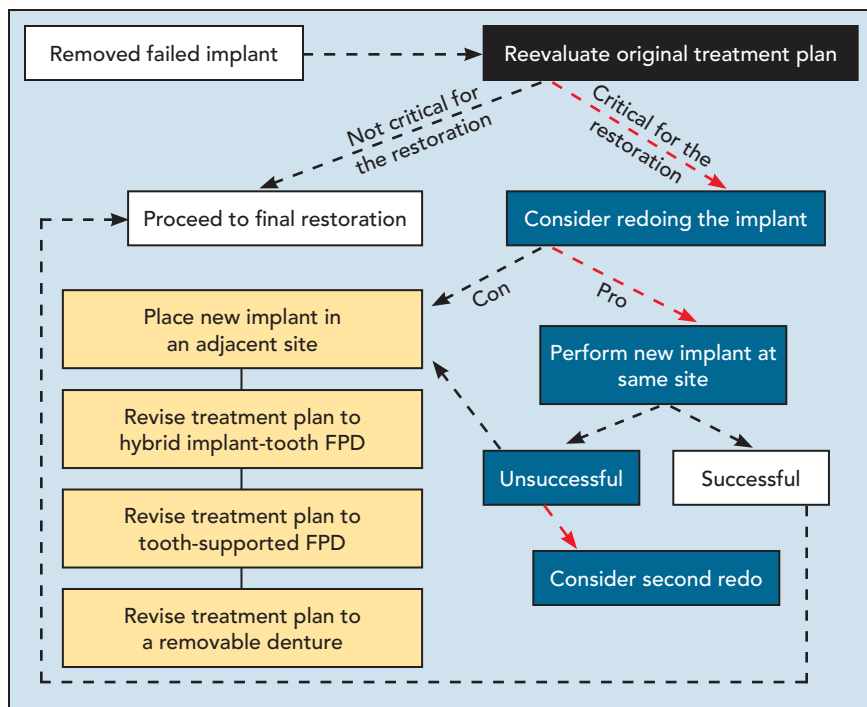 Removed failed implant
Reevaluate original treatment plan
Not critical for
the restoration
Critical for the
restoration
Proceed to final restoration
Consider redoing the implant
Con
Pro
Place new implant in
an adjacent site
Perform new implant at
same site
Revise treatment plan to
hybrid implant-tooth FPD
Unsuccessful
Successful
Revise treatment plan to
tooth-supported FPD
Consider second redo
Revise treatment plan to
a removable denture